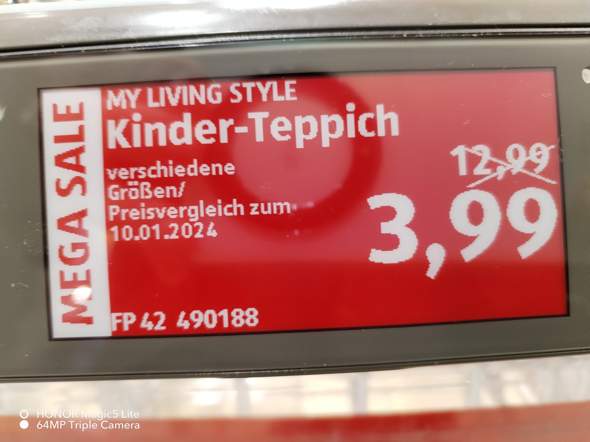 MEGA SALE
MY LIVING STYLE
Kinder-Teppich
verschiedene
Größen/
Preisvergleich zum
10.01.2024
12,99
3,99
FP 42 490188
HONOR Magic5 Lite
64MP Triple Camera